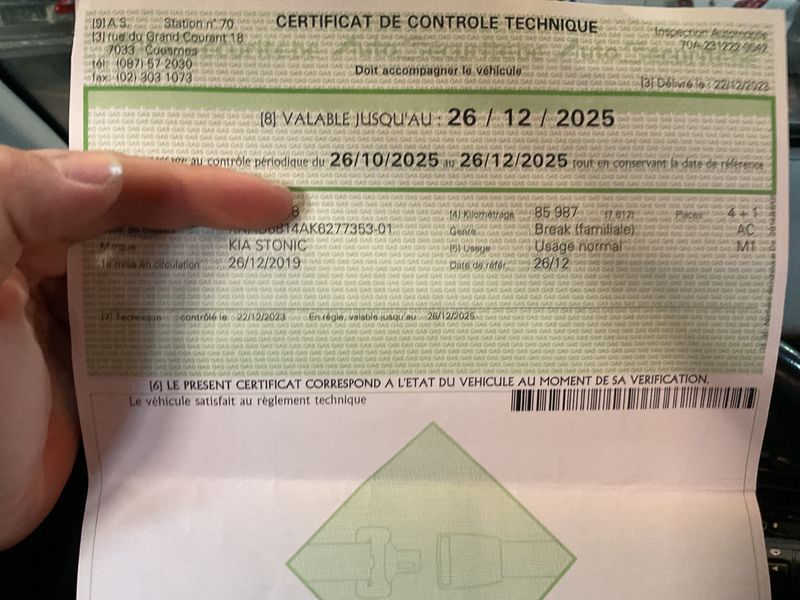 [9] A.S. Station n° 70
[3] rue du Grand Courant 18
7033 Cuesmes
tél: (087) 57 2030
fax: (02) 303 1073
CERTIFICAT DE CONTROLE TECHNIQUE
Doit accompagner le véhicule
Inspection Automobile
[3] Délivré le : 22/12/2023
[8] VALABLE JUSQU'AU : 26 / 12 / 2025
au contrôle périodique du 26/10/2025 au 26/12/2025 tout en conservant la date de référence
[4] Kilométrage : 85 987 Places 4 + 1
Genre : Break (familiale) AC
Marque : KIA STONIC [5] Usage : Usage normal M1
1e mise en circulation : 26/12/2019 Date de référ. : 26/12
[7] Technique contrôlé le 22/12/2023 En règle, valable jusqu'au 26/12/2025
[6] LE PRESENT CERTIFICAT CORRESPOND A L'ETAT DU VEHICULE AU MOMENT DE SA VERIFICATION.
Le véhicule satisfait au règlement technique